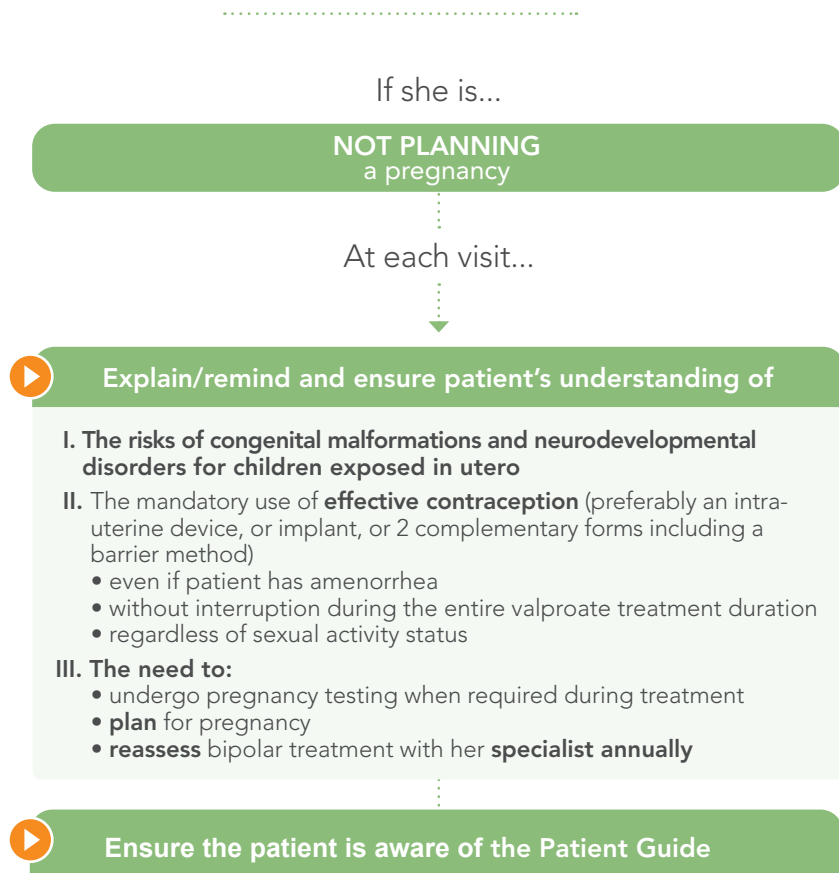 If she is...
NOT PLANNING
a pregnancy
At each visit...
Explain/remind and ensure patient's understanding of
I. The risks of congenital malformations and neurodevelopmental
disorders for children exposed in utero
II. The mandatory use of effective contraception (preferably an intra-
uterine device, or implant, or 2 complementary forms including a
barrier method)
• even if patient has amenorrhea
• without interruption during the entire valproate treatment duration
• regardless of sexual activity status
III. The need to:
• undergo pregnancy testing when required during treatment
• plan for pregnancy
• reassess bipolar treatment with her specialist annually
Ensure the patient is aware of the Patient Guide